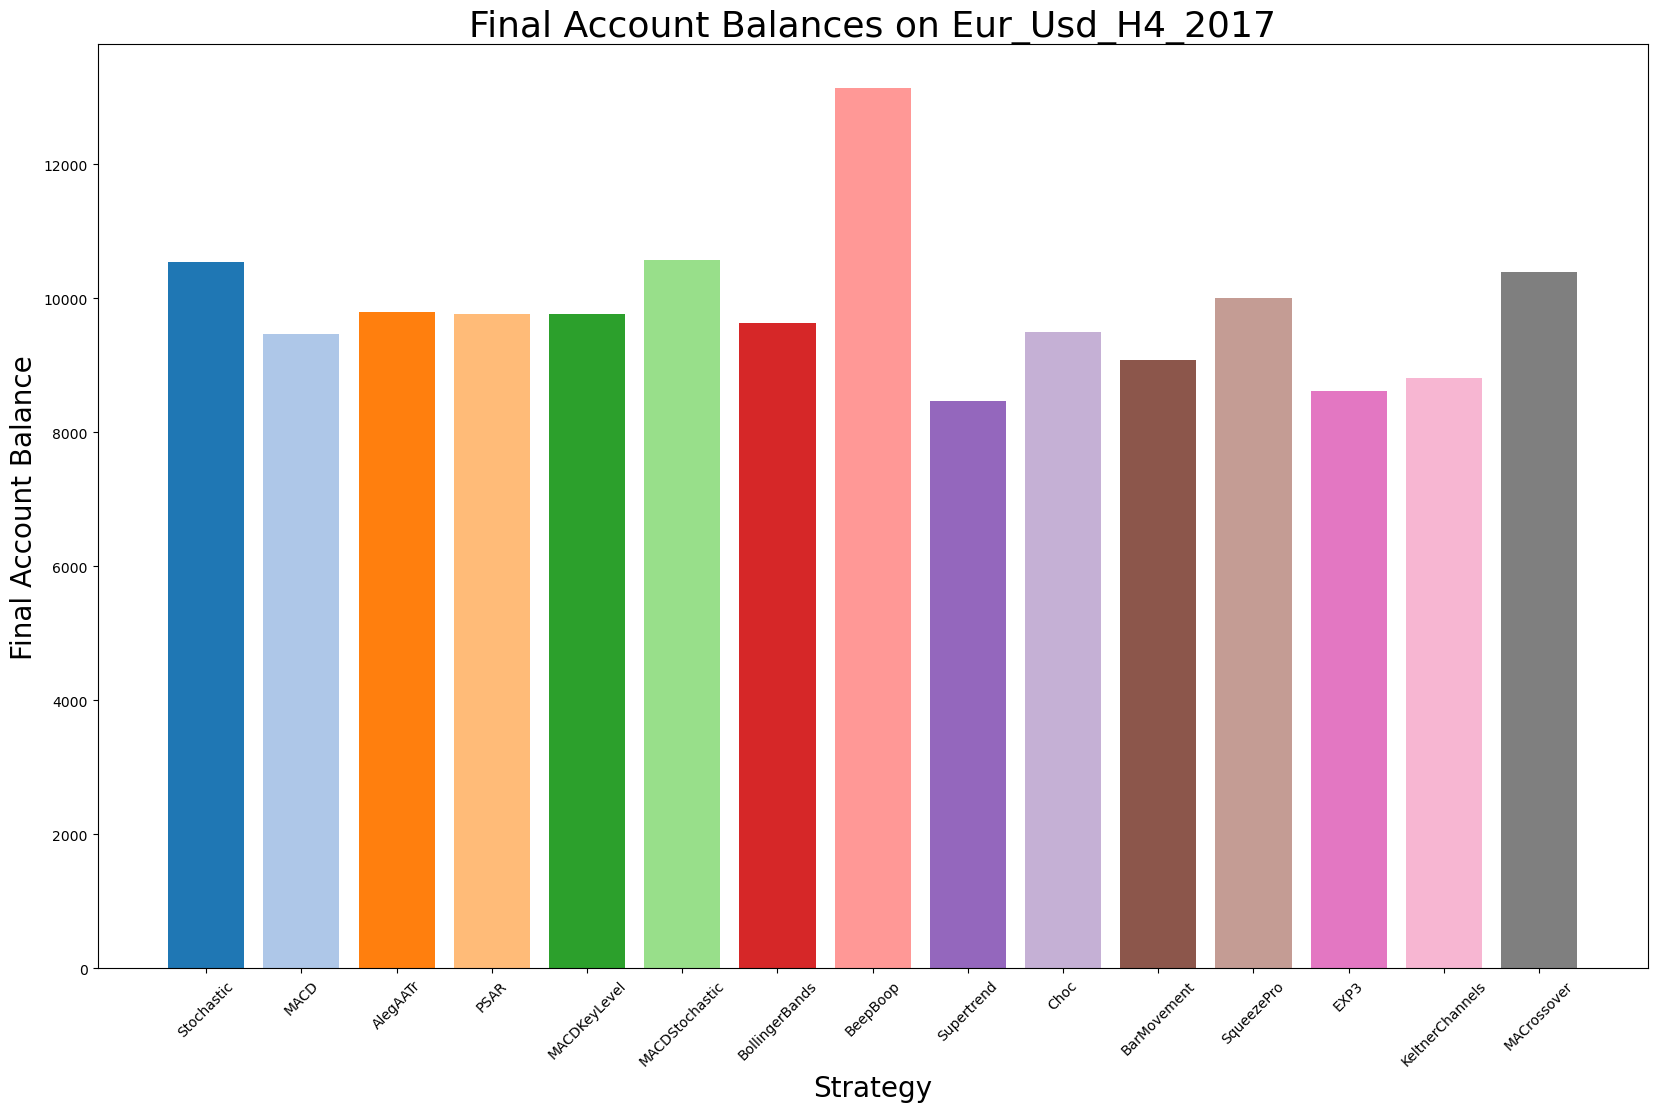 Final Account Balances on Eur_Usd_H4_2017
Final Account Balance
12000
10000
8000
6000
4000
2000
0
Stochastic
MACD
AlegAATr
PSAR
MACDKeyLevel
MACDStochastic
BollingerBands
BeepBoop
Supertrend
Choc
BarMovement
SqueezePro
EXP3
KeltnerChannels
MACrossover
Strategy